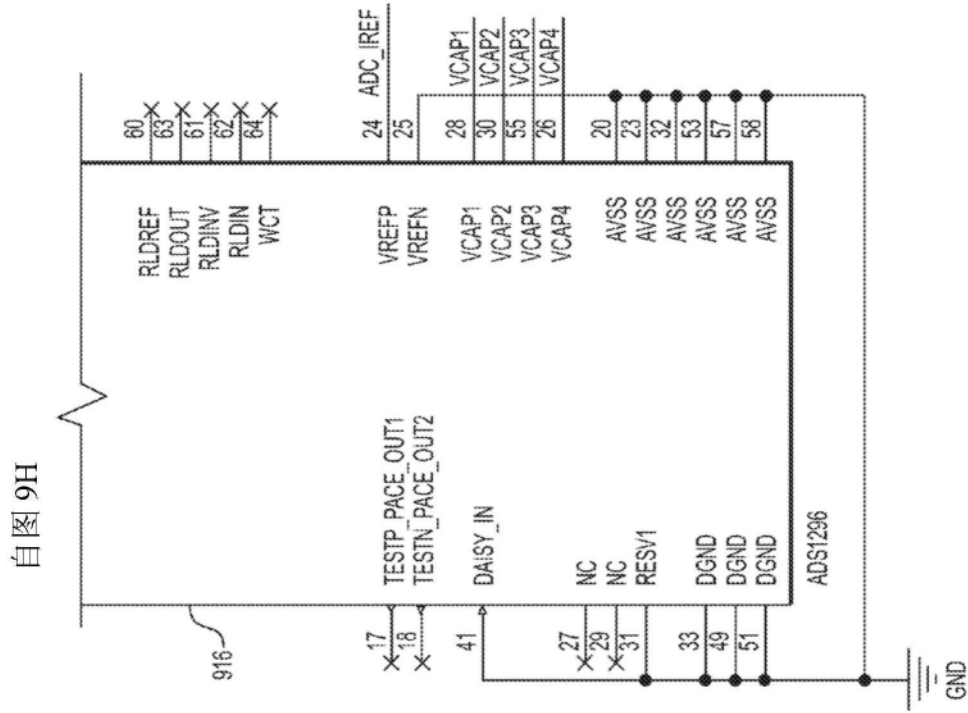 自图 9H
916
RLDREF 60
RLDOUT 63
RLDINV 61
RLDIN 62
WCT 64
VREFP 24 ADC_IREF
VREFN 25
VCAP1 28 VCAP1
VCAP2 30 VCAP2
VCAP3 55 VCAP3
VCAP4 26 VCAP4
AVSS 20
AVSS 23
AVSS 32
AVSS 53
AVSS 57
AVSS 58
17 TESTP_PACE_OUT1
18 TESTN_PACE_OUT2
41 DAISY_IN
27 NC
29 NC
31 RESV1
33 DGND
49 DGND
51 DGND
ADS1296
GND